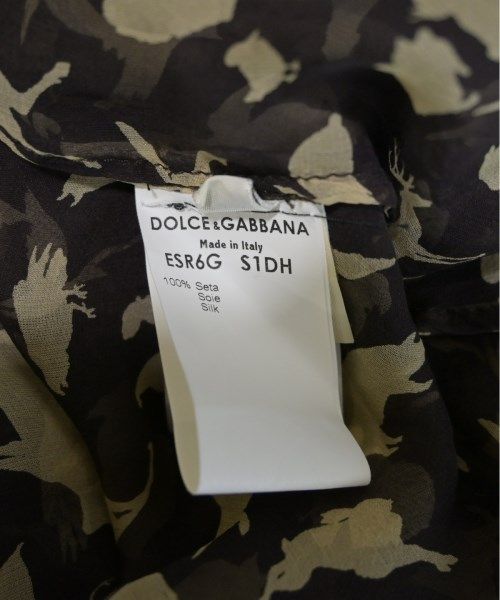 DOLCE&GABBANA
Made in Italy
ESR6G S1DH
100% Seta
Soie
Silk